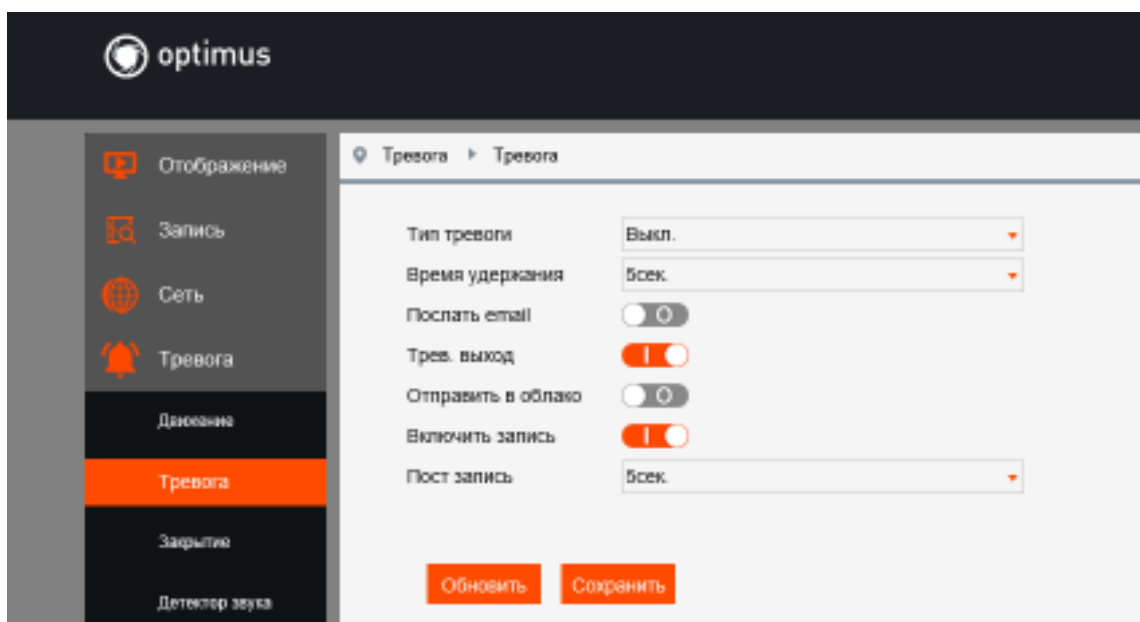 optimus
Отображение
Запись
Сеть
Тревога
Движение
Тревога
Закрытие
Детектор звука
Тревога Тревога
Тип тревоги Выкл.
Время удержания 5сек.
Послать email
Трев. выход
Отправить в облако
Включить запись
Пост запись 5сек.
Обновить Сохранить